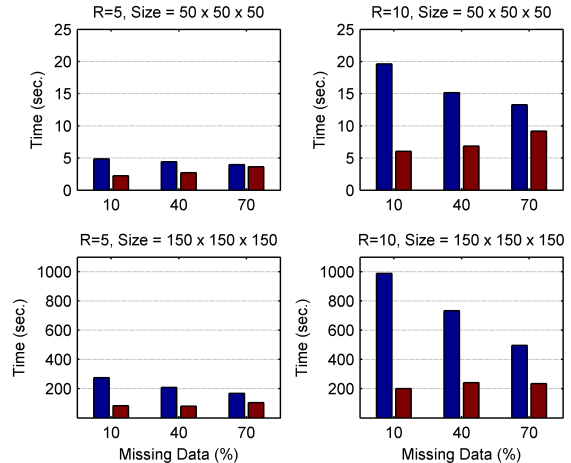 R=5, Size = 50 x 50 x 50
R=10, Size = 50 x 50 x 50
25
20
15
10
5
0
Time (sec.)
10 40 70
25
20
15
10
5
0
Time (sec.)
10 40 70
R=5, Size = 150 x 150 x 150
R=10, Size = 150 x 150 x 150
1000
800
600
400
200
Time (sec.)
10 40 70
Missing Data (%)
1000
800
600
400
200
Time (sec.)
10 40 70
Missing Data (%)